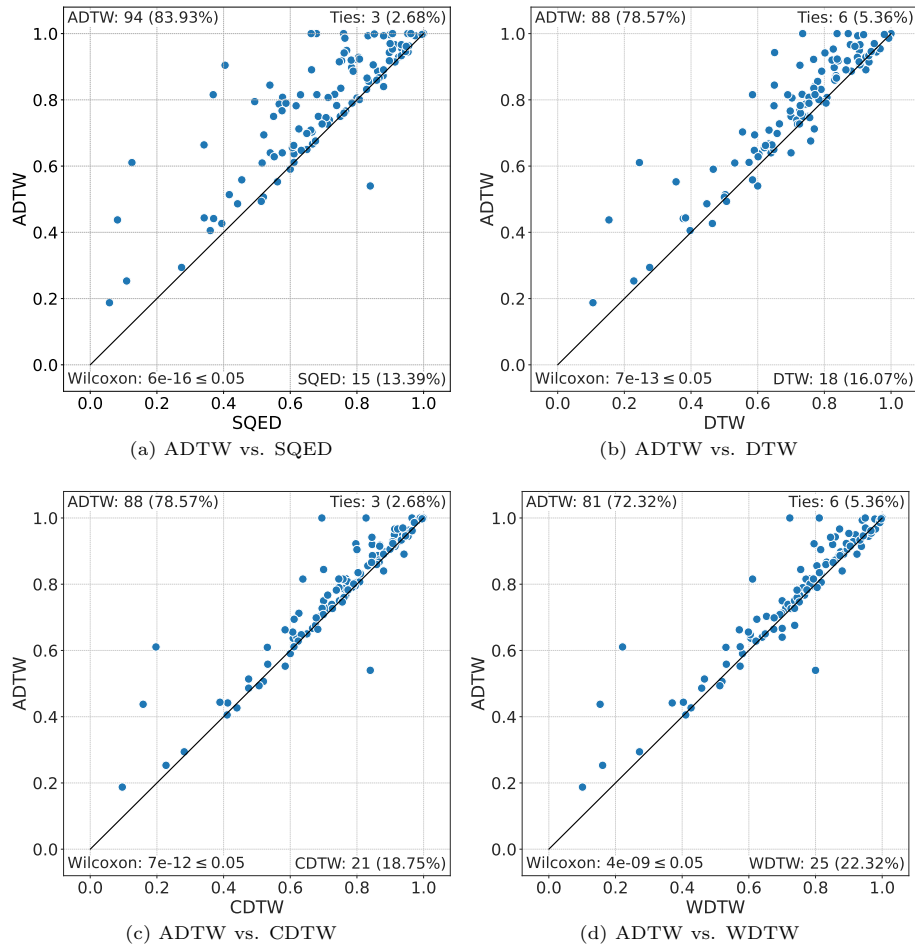 ADTW: 94 (83.93%) Ties: 3 (2.68%)
1.0
0.8
0.6
0.4
0.2
0.0
ADTW
Wilcoxon: 6e-16 ≤ 0.05 SQED: 15 (13.39%)
0.0 0.2 0.4 0.6 0.8 1.0
SQED
(a) ADTW vs. SQED
ADTW: 88 (78.57%) Ties: 6 (5.36%)
1.0
0.8
0.6
0.4
0.2
0.0
ADTW
Wilcoxon: 7e-13 ≤ 0.05 DTW: 18 (16.07%)
0.0 0.2 0.4 0.6 0.8 1.0
DTW
(b) ADTW vs. DTW
ADTW: 88 (78.57%) Ties: 3 (2.68%)
1.0
0.8
0.6
0.4
0.2
0.0
ADTW
Wilcoxon: 7e-12 ≤ 0.05 CDTW: 21 (18.75%)
0.0 0.2 0.4 0.6 0.8 1.0
CDTW
(c) ADTW vs. CDTW
ADTW: 81 (72.32%) Ties: 6 (5.36%)
1.0
0.8
0.6
0.4
0.2
0.0
ADTW
Wilcoxon: 4e-09 ≤ 0.05 WDTW: 25 (22.32%)
0.0 0.2 0.4 0.6 0.8 1.0
WDTW
(d) ADTW vs. WDTW